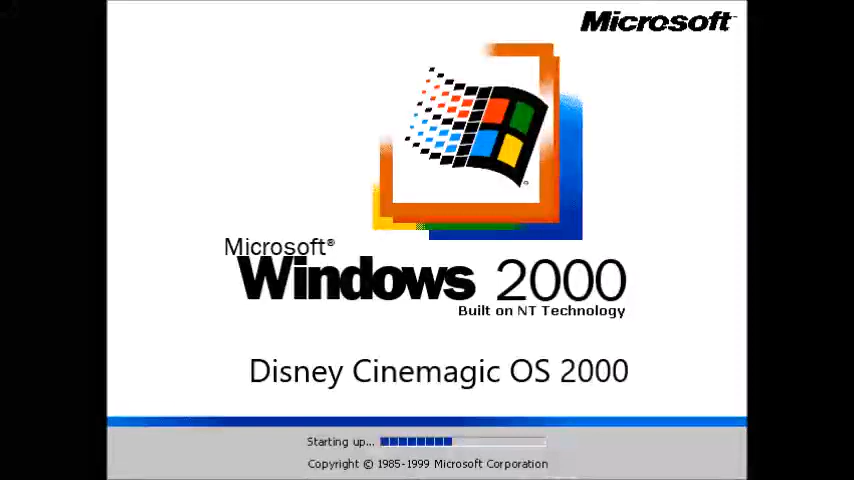 Microsoft
Microsoft®
Windows 2000
Built on NT Technology
Disney Cinemagic OS 2000
Starting up...
Copyright © 1985-1999 Microsoft Corporation